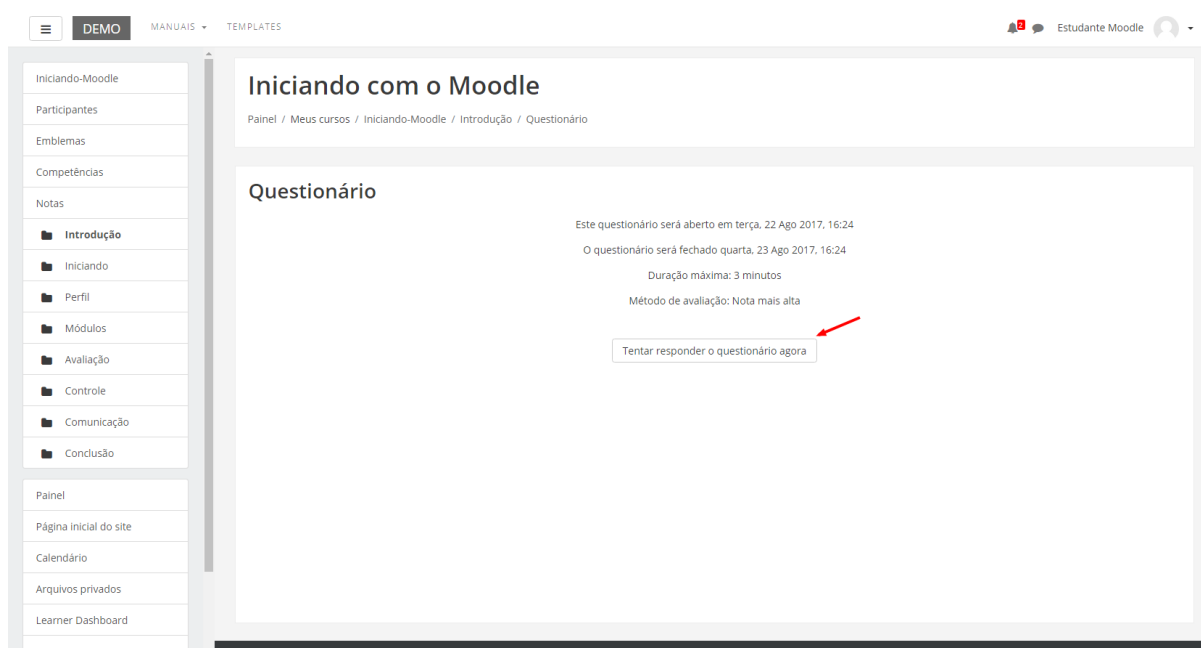 DEMO MANUAIS TEMPLATES 2 Estudante Moodle
Iniciando-Moodle
Participantes
Emblemas
Competências
Notas
Introdução
Iniciando
Perfil
Módulos
Avaliação
Controle
Comunicação
Conclusão
Painel
Página inicial do site
Calendário
Arquivos privados
Learner Dashboard
Iniciando com o Moodle
Painel / Meus cursos / Iniciando-Moodle / Introdução / Questionário
Questionário
Este questionário será aberto em terça, 22 Ago 2017, 16:24
O questionário será fechado quarta, 23 Ago 2017, 16:24
Duração máxima: 3 minutos
Método de avaliação: Nota mais alta
Tentar responder o questionário agora